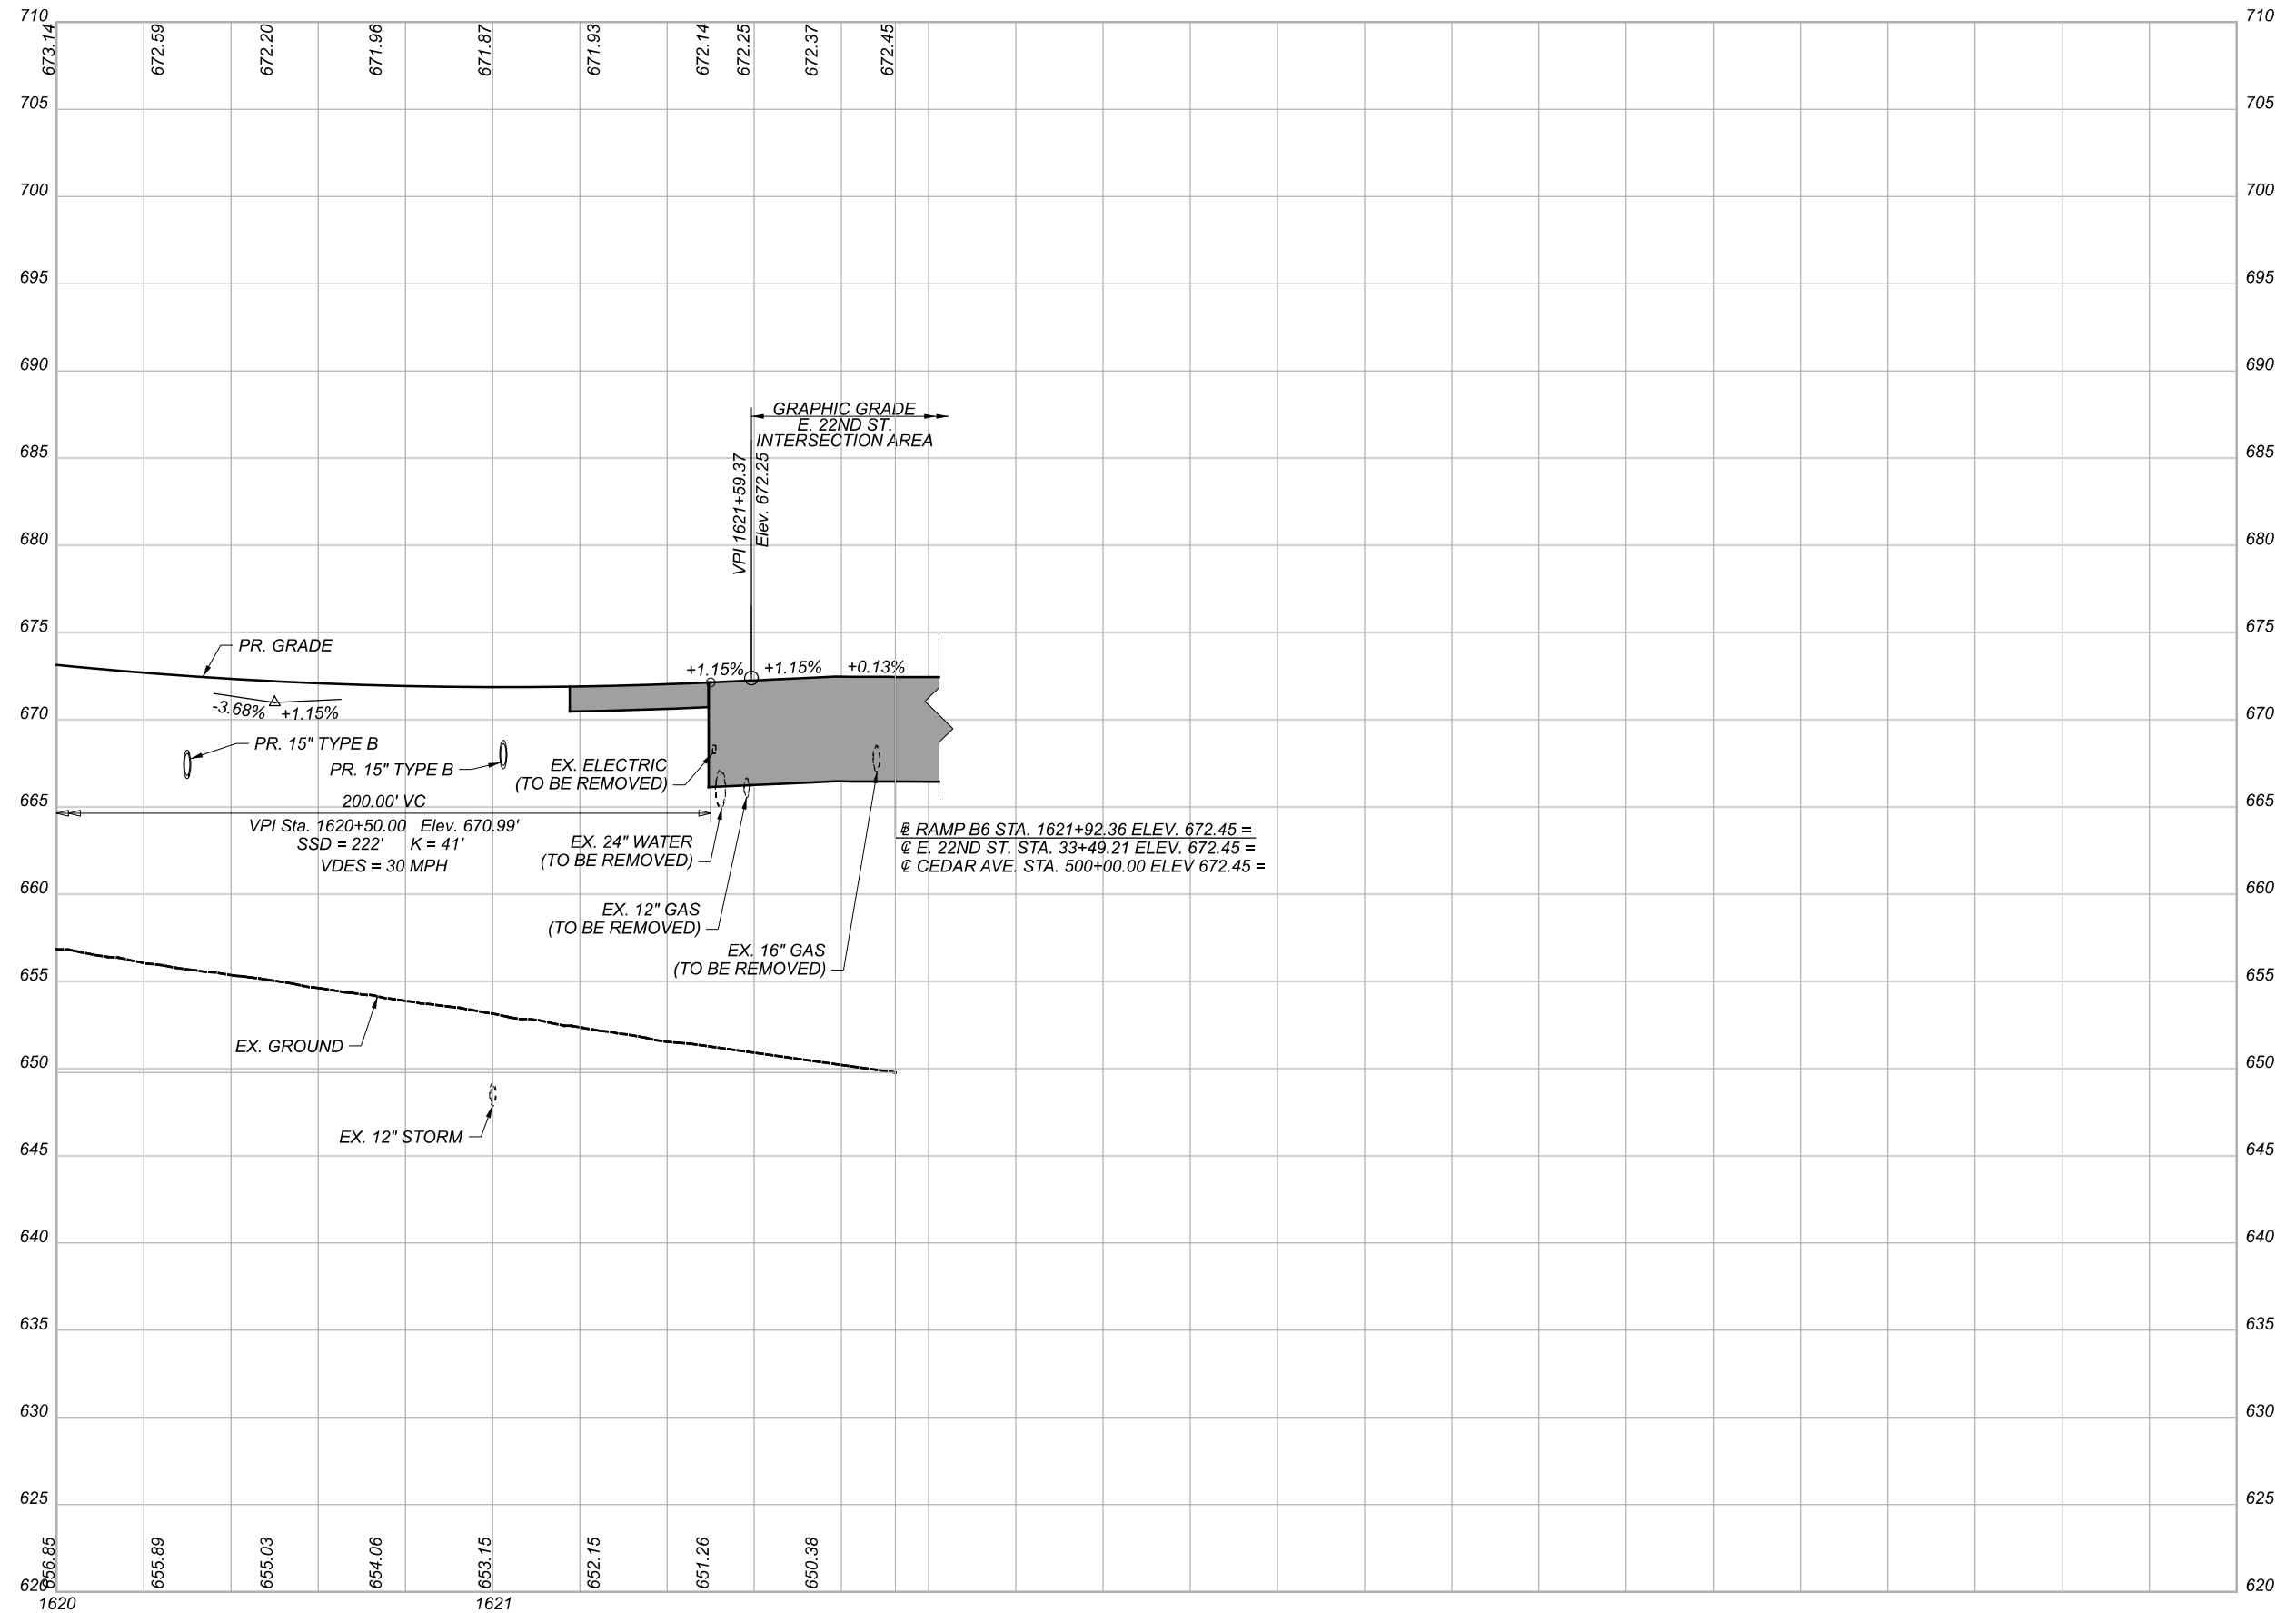 710
673.14
672.59
672.20
671.96
671.87
671.93
672.14
672.25
672.37
672.45
710
705
705
700
700
695
695
690
690
GRAPHIC GRADE
E. 22ND ST.
INTERSECTION AREA
685
685
VPI 1621+59.37
Elev. 672.25
680
680
675
675
PR. GRADE
+1.15%
+1.15%
+0.13%
-3.68%
+1.15%
670
670
PR. 15" TYPE B
PR. 15" TYPE B
EX. ELECTRIC
(TO BE REMOVED)
665
665
200.00' VC
VPI Sta. 1620+50.00 Elev. 670.99'
SSD = 222' K = 41'
VDES = 30 MPH
EX. 24" WATER
(TO BE REMOVED)
℄ RAMP B6 STA. 1621+92.36 ELEV. 672.45 =
℄ E. 22ND ST. STA. 33+49.21 ELEV. 672.45 =
℄ CEDAR AVE. STA. 500+00.00 ELEV 672.45 =
660
660
EX. 12" GAS
(TO BE REMOVED)
EX. 16" GAS
(TO BE REMOVED)
655
655
EX. GROUND
650
650
EX. 12" STORM
645
645
640
640
635
635
630
630
625
625
656.85
655.89
655.03
654.06
653.15
652.15
651.26
650.38
620
620
1620
1621